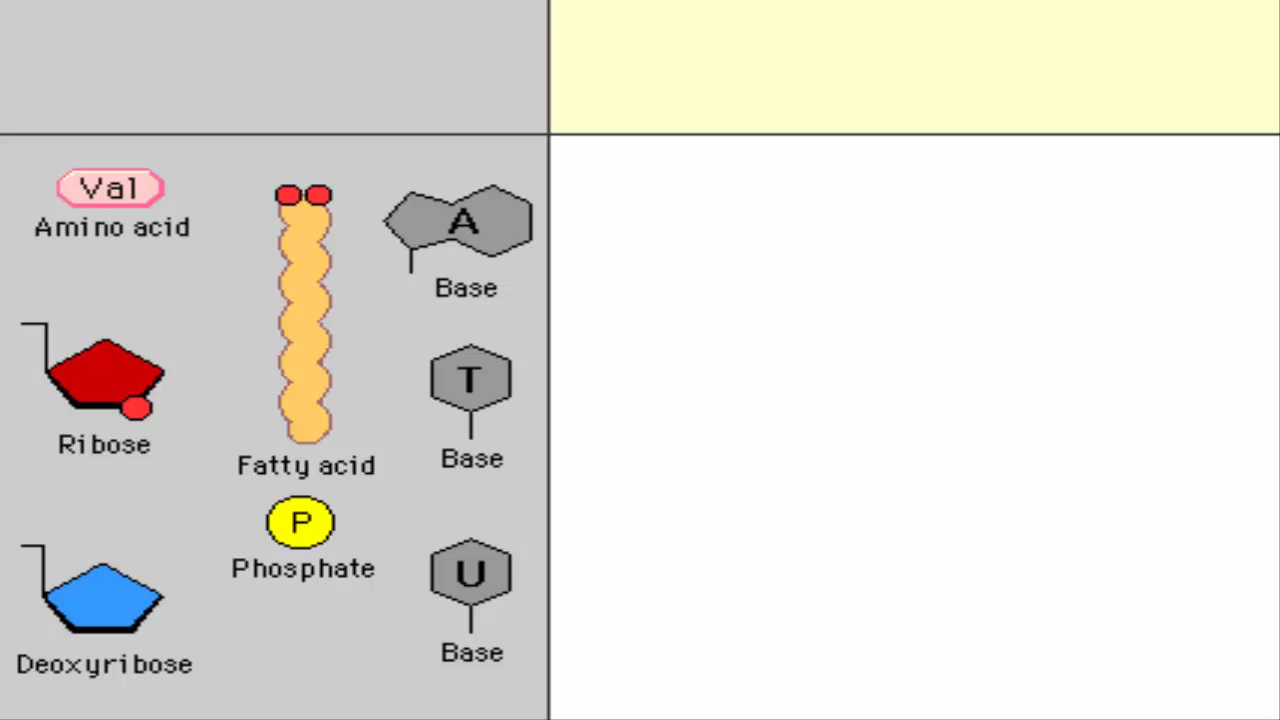 Val
Amino acid
Ribose
Deoxyribose
Fatty acid
P
Phosphate
A
Base
T
Base
U
Base